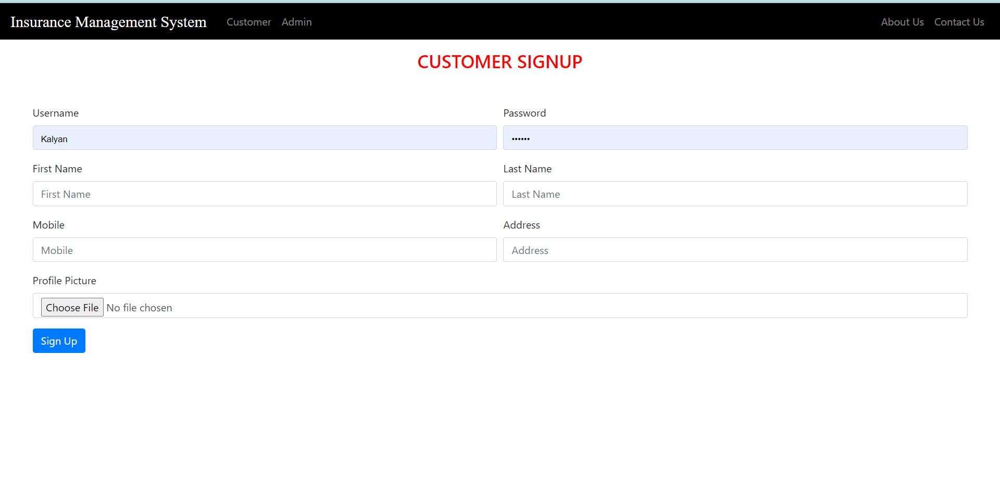 Insurance Management System Customer Admin About Us Contact Us
CUSTOMER SIGNUP
Username Password
Kalyan ••••••
First Name Last Name
First Name Last Name
Mobile Address
Mobile Address
Profile Picture
Choose File No file chosen
Sign Up